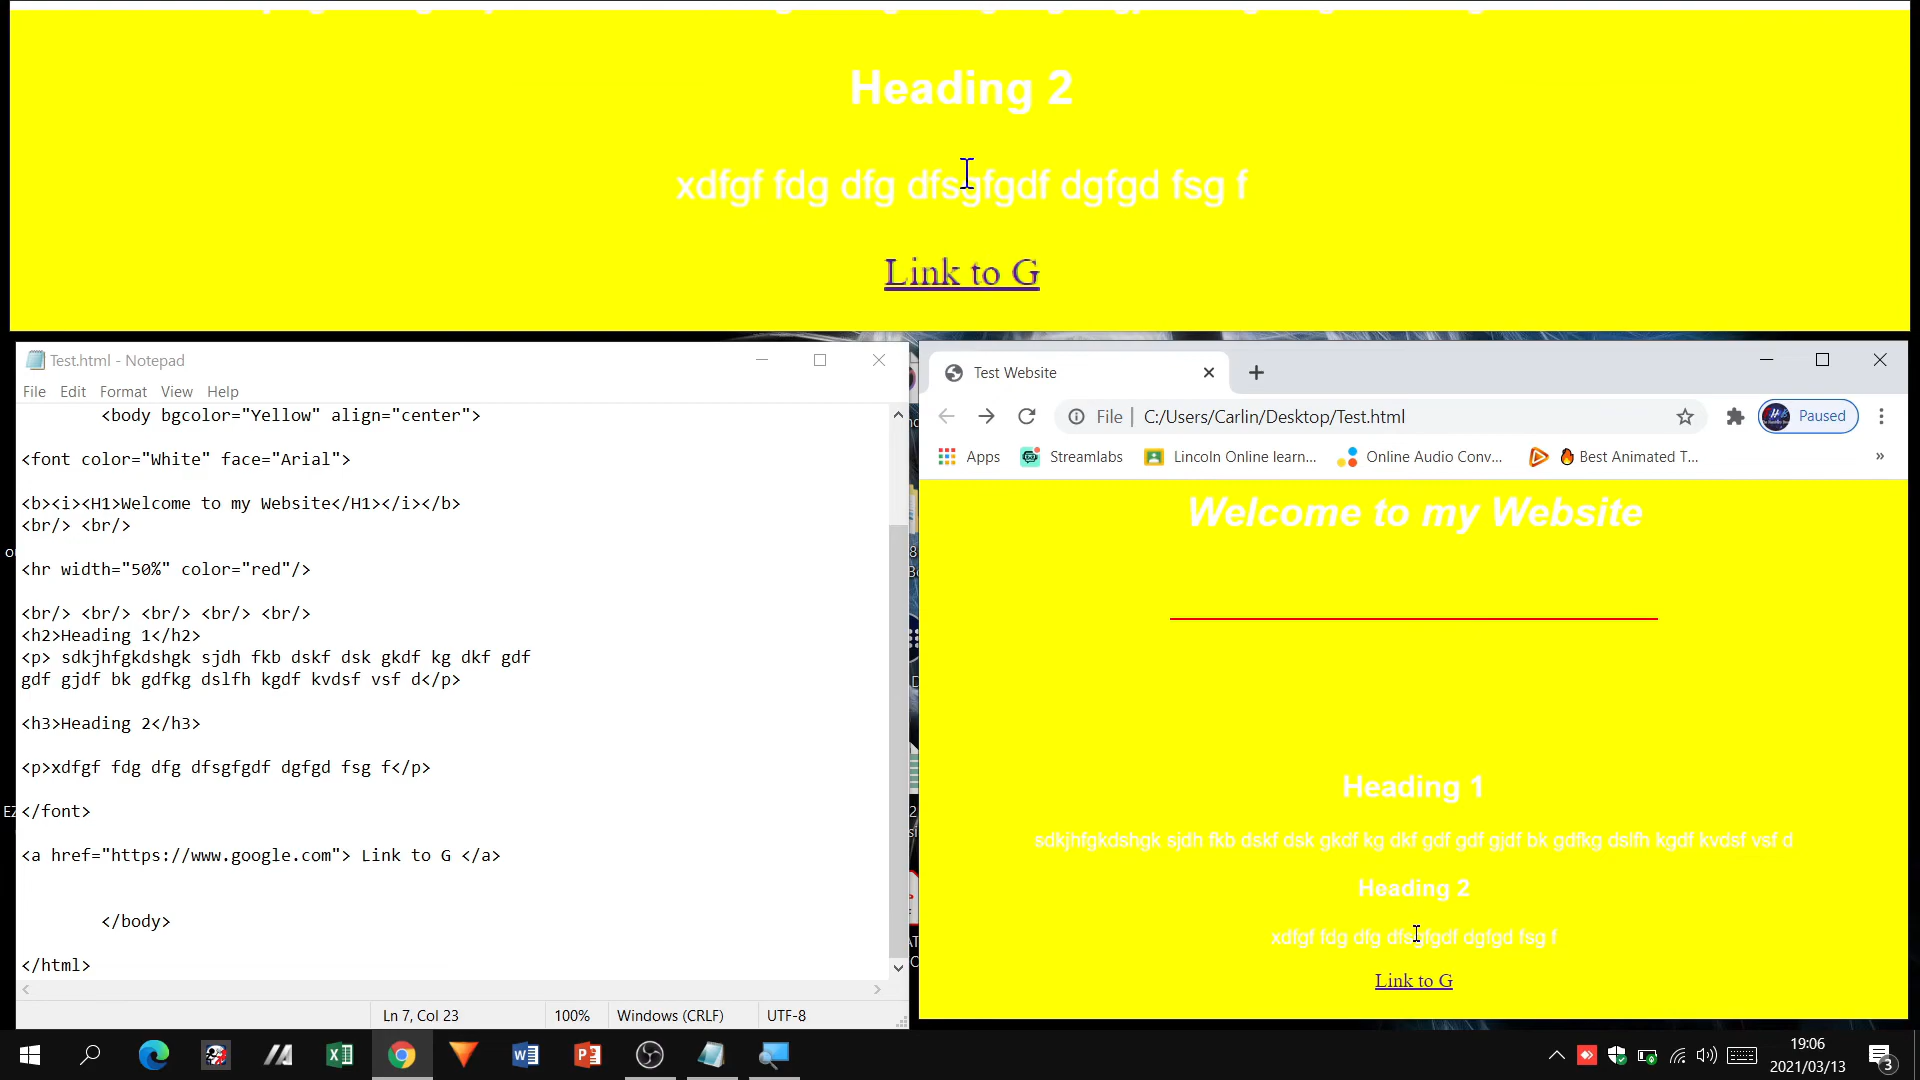 Heading 2
xdfgf fdg dfg dfsgfgdf dgfgd fsg f
Link to G
Test.html - Notepad
File Edit Format View Help
<body bgcolor="Yellow" align="center">
<font color="White" face="Arial">
<b><i><H1>Welcome to my Website</H1></i></b>
<br/> <br/>
<hr width="50%" color="red"/>
<br/> <br/> <br/> <br/> <br/>
<h2>Heading 1</h2>
<p> sdkjhfgkdshgk sjdh fkb dskf dsk gkdf kg dkf gdf
gdf gjdf bk gdfkg dslfh kgdf kvdsf vsf d</p>
<h3>Heading 2</h3>
<p>xdfgf fdg dfg dfsgfgdf dgfgd fsg f</p>
</font>
<a href="https://www.google.com"> Link to G </a>
</body>
</html>
Ln 7, Col 23 100% Windows (CRLF) UTF-8
Test Website
File | C:/Users/Carlin/Desktop/Test.html Paused
Apps Streamlabs Lincoln Online learn... Online Audio Conv... Best Animated T... »
Welcome to my Website
Heading 1
sdkjhfgkdshgk sjdh fkb dskf dsk gkdf kg dkf gdf gdf gjdf bk gdfkg dslfh kgdf kvdsf vsf d
Heading 2
xdfgf fdg dfg dfsgfgdf dgfgd fsg f
Link to G
19:06
2021/03/13
3